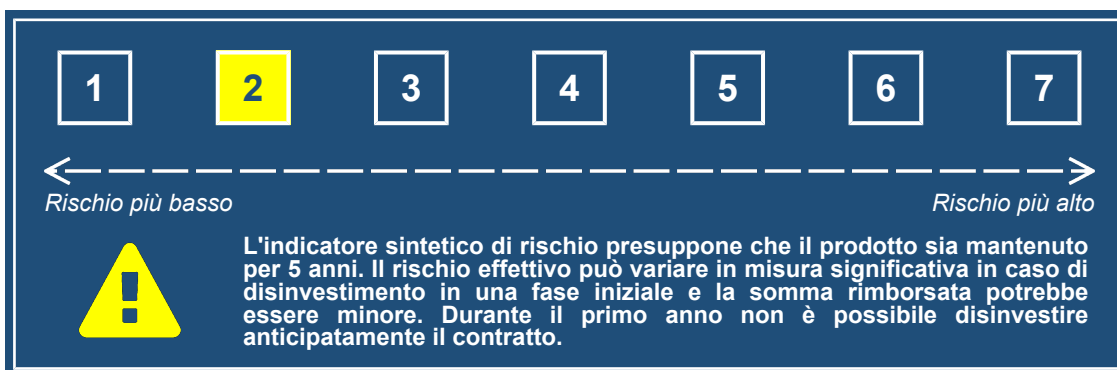 1 2 3 4 5 6 7
Rischio più basso Rischio più alto
L'indicatore sintetico di rischio presuppone che il prodotto sia mantenuto
per 5 anni. Il rischio effettivo può variare in misura significativa in caso di
disinvestimento in una fase iniziale e la somma rimborsata potrebbe
essere minore. Durante il primo anno non è possibile disinvestire
anticipatamente il contratto.